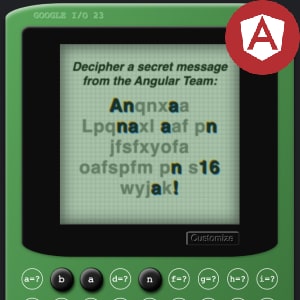 GOOGLE I/O 23
A
Decipher a secret message
from the Angular Team:
Anqnxaa
Lpqnaxl aaf pn
jfsfxyofa
oafspfm pn s16
wyjak!
Customize
a=? b a d=? n f=? g=? h=? i=?